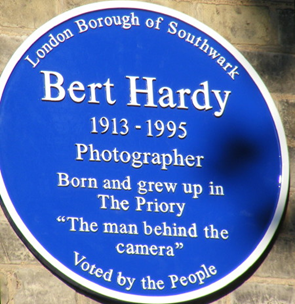 London Borough of Southwark
Bert Hardy
1913 - 1995
Photographer
Born and grew up in
The Priory
"The man behind the
camera"
Voted by the People